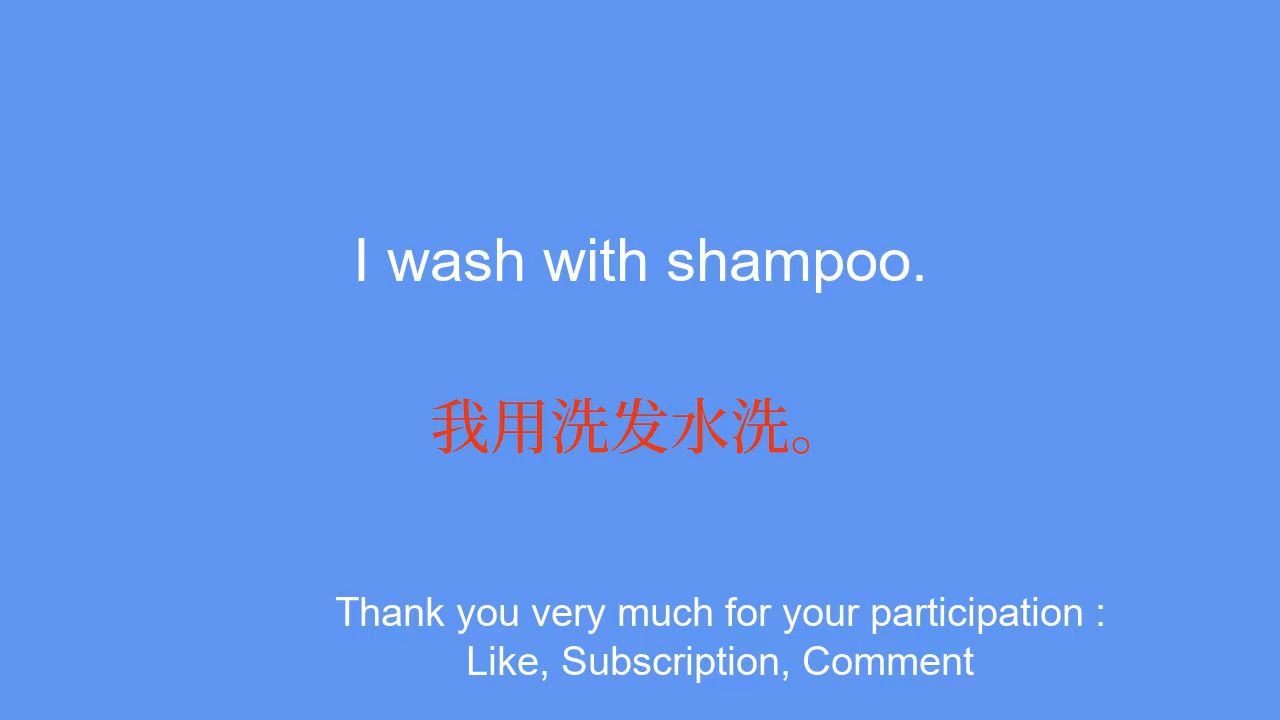 I wash with shampoo.
我用洗发水洗。
Thank you very much for your participation :
Like, Subscription, Comment